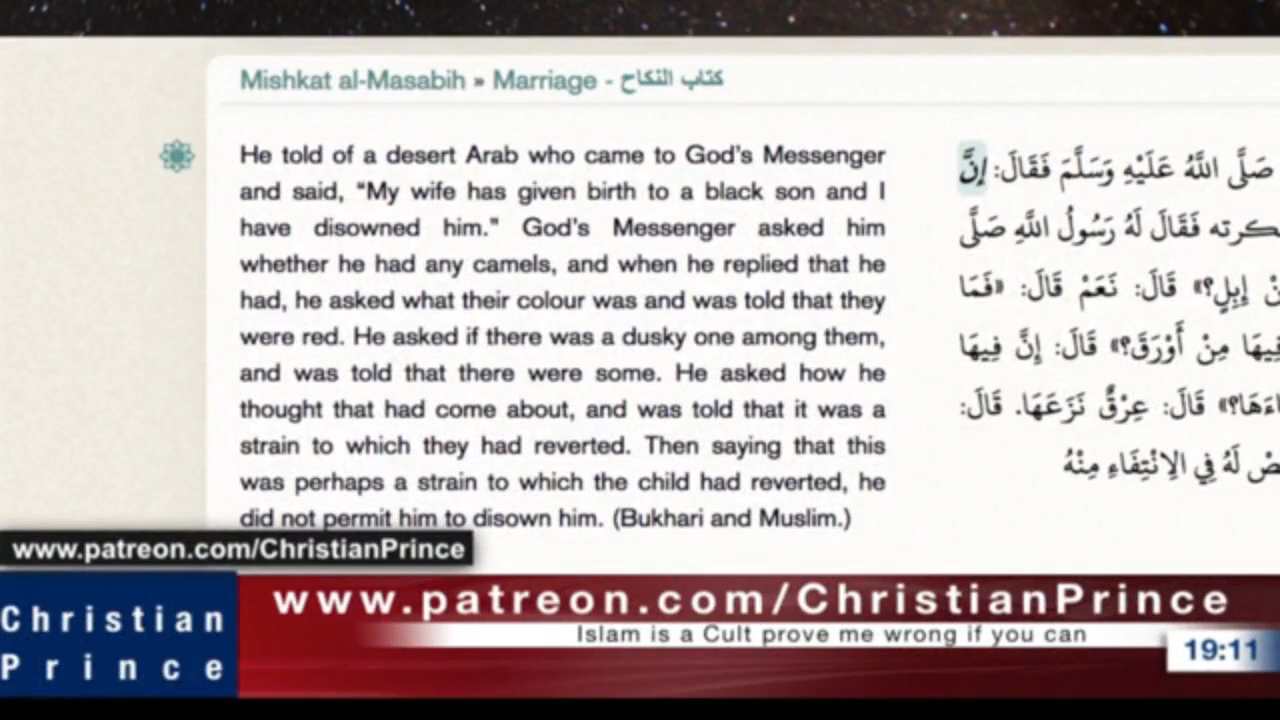 Mishkat al-Masabih » Marriage - كتاب النكاح
He told of a desert Arab who came to God's Messenger
and said, "My wife has given birth to a black son and I
have disowned him." God's Messenger asked him
whether he had any camels, and when he replied that he
had, he asked what their colour was and was told that they
were red. He asked if there was a dusky one among them,
and was told that there were some. He asked how he
thought that had come about, and was told that it was a
strain to which they had reverted. Then saying that this
was perhaps a strain to which the child had reverted, he
did not permit him to disown him. (Bukhari and Muslim.)
صَلَّى اللَّهُ عَلَيْهِ وَسَلَّمَ فَقَالَ: إِنَّ
فَقَالَ لَهُ رَسُولُ اللَّهِ صَلَّى
إِبِلٍ؟» قَالَ: نَعَمْ قَالَ: «فَمَا
مِنْ أَوْرَقَ؟» قَالَ: إِنَّ فِيهَا
قَالَ: عِرْقٌ نَزَعَهَا. قَالَ:
لَهُ فِي الِانْتِفَاءِ مِنْهُ
www.patreon.com/ChristianPrince
Christian
Prince
www.patreon.com/ChristianPrince
Islam is a Cult prove me wrong if you can
19:11